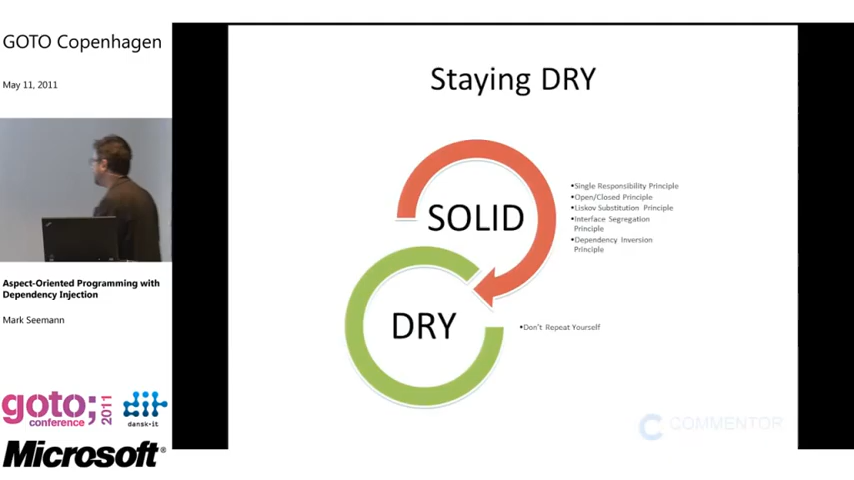 GOTO Copenhagen
May 11, 2011
Aspect-Oriented Programming with
Dependency Injection
Mark Seemann
goto;
conference
2011
dansk-it
Microsoft®
Staying DRY
SOLID
•Single Responsibility Principle
•Open/Closed Principle
•Liskov Substitution Principle
•Interface Segregation
Principle
•Dependency Inversion
Principle
DRY
•Don't Repeat Yourself
COMMENTOR